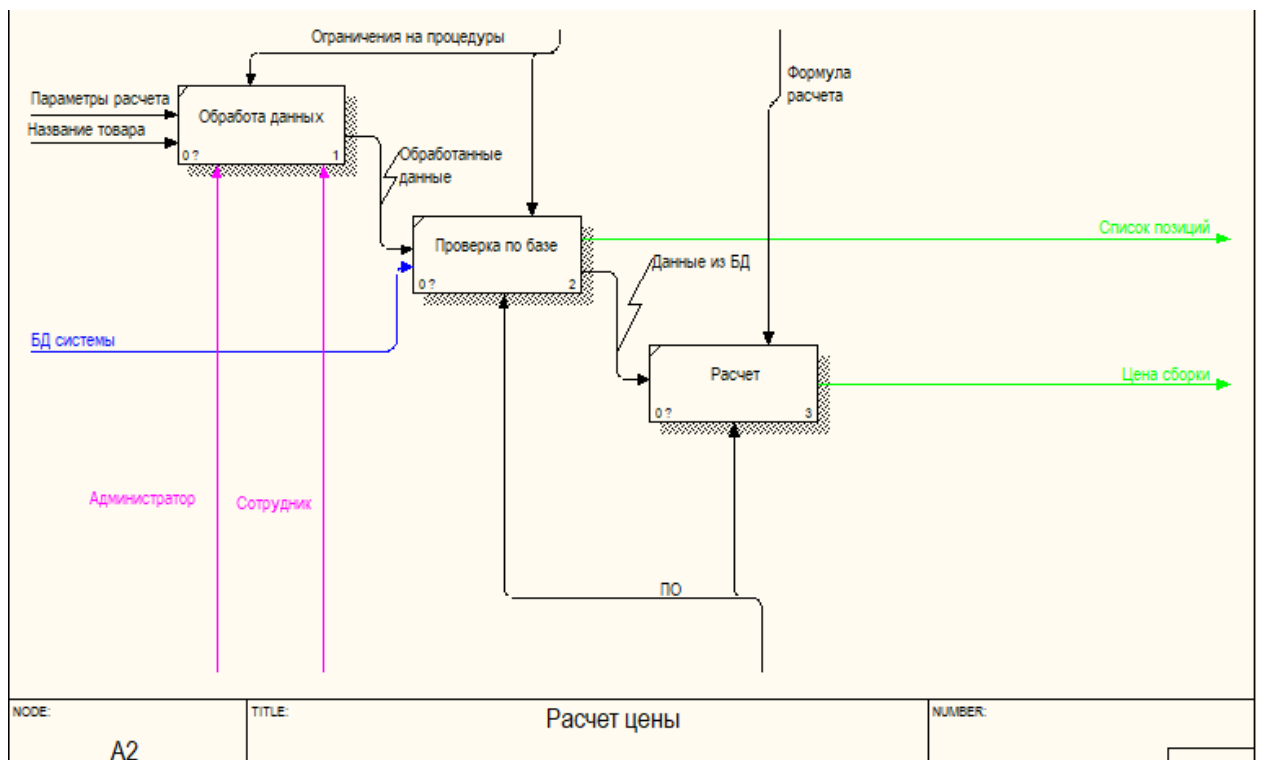 Ограничения на процедуры
Формула
расчета
Параметры расчета
Название товара
Обработа данных
0 ?
1
Обработанные
данные
Проверка по базе
0 ?
2
Список позиций
Данные из БД
БД системы
Расчет
0 ?
3
Цена сборки
Администратор
Сотрудник
ПО
NODE:
A2
TITLE:
Расчет цены
NUMBER: